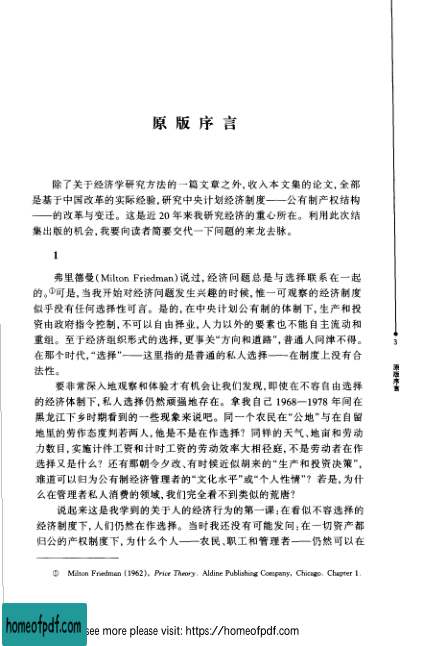 原版序言
除了关于经济学研究方法的一篇文章之外,收入本文集的论文,全部
是基于中国改革的实际经验,研究中央计划经济制度——公有制产权结构
——的改革与变迁。这是近 20 年来我研究经济的重心所在。利用此次结
集出版的机会,我要向读者简要交代一下问题的来龙去脉。
1
弗里德曼(Milton Friedman)说过,经济问题总是与选择联系在一起
的。①可是,当我开始对经济问题发生兴趣的时候,惟一可观察的经济制度
似乎没有任何选择性可言。是的,在中央计划公有制的体制下,生产和投
资由政府指令控制,不可以自由择业,人力以外的要素也不能自主流动和
重组。至于经济组织形式的选择,更事关“方向和道路”,普通人问津不得。
在那个时代,“选择”——这里指的是普通的私人选择——在制度上没有合
法性。
要非常深入地观察和体验才有机会让我们发现,即使在不容自由选择
的经济体制下,私人选择仍然顽强地存在。拿我自己 1968—1978 年间在
黑龙江下乡时期看到的一些现象来说吧。同一个农民在“公地”与在自留
地里的劳作态度判若两人,他是不是在作选择?同样的天气、地亩和劳动
力数目,实施计件工资和计时工资的劳动效率大相径庭,不是劳动者在作
选择又是什么?还有那朝令夕改、有时候近似胡来的“生产和投资决策”,
难道可以归为公有制经济管理者的“文化水平”或“个人性情”?若是,为什
么在管理者私人消费的领域,我们完全看不到类似的荒唐?
说起来这是我学到的关于人的经济行为的第一课:在看似不容选择的
经济制度下,人们仍然在作选择。当时我还没有可能发问:在一切资产都
归公的产权制度下,为什么个人——农民、职工和管理者——仍然可以在
① Milton Friedman (1962), Price Theory. Aldine Publishing Company, Chicago. Chapter 1.
3
原版序言
homeofpdf.com
see more please visit: https://homeofpdf.com